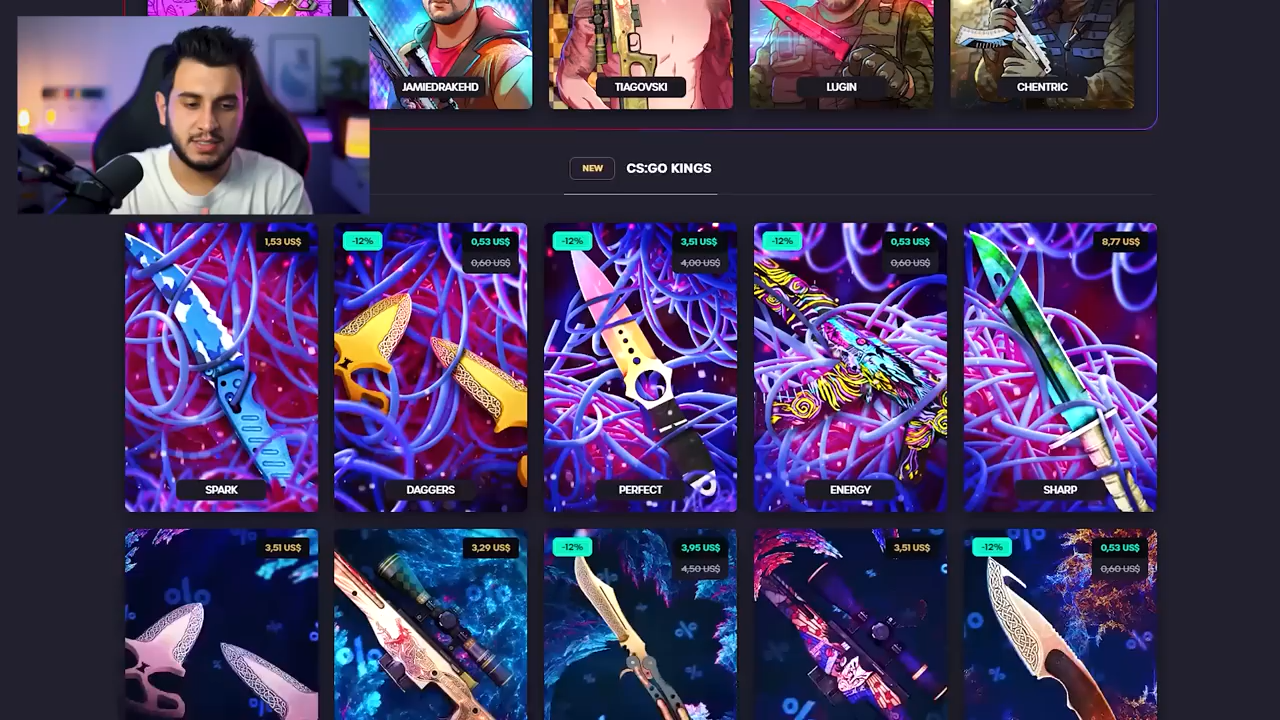 JAMIEDRAKEHD
TIAGOVSKI
LUGIN
CHENTRIC
NEW
CS:GO KINGS
1,53 US$
-12%
0,53 US$
0,60 US$
-12%
3,51 US$
4,00 US$
-12%
0,53 US$
0,60 US$
8,77 US$
SPARK
DAGGERS
PERFECT
ENERGY
SHARP
3,51 US$
3,29 US$
-12%
3,95 US$
4,50 US$
3,51 US$
-12%
0,53 US$
0,60 US$